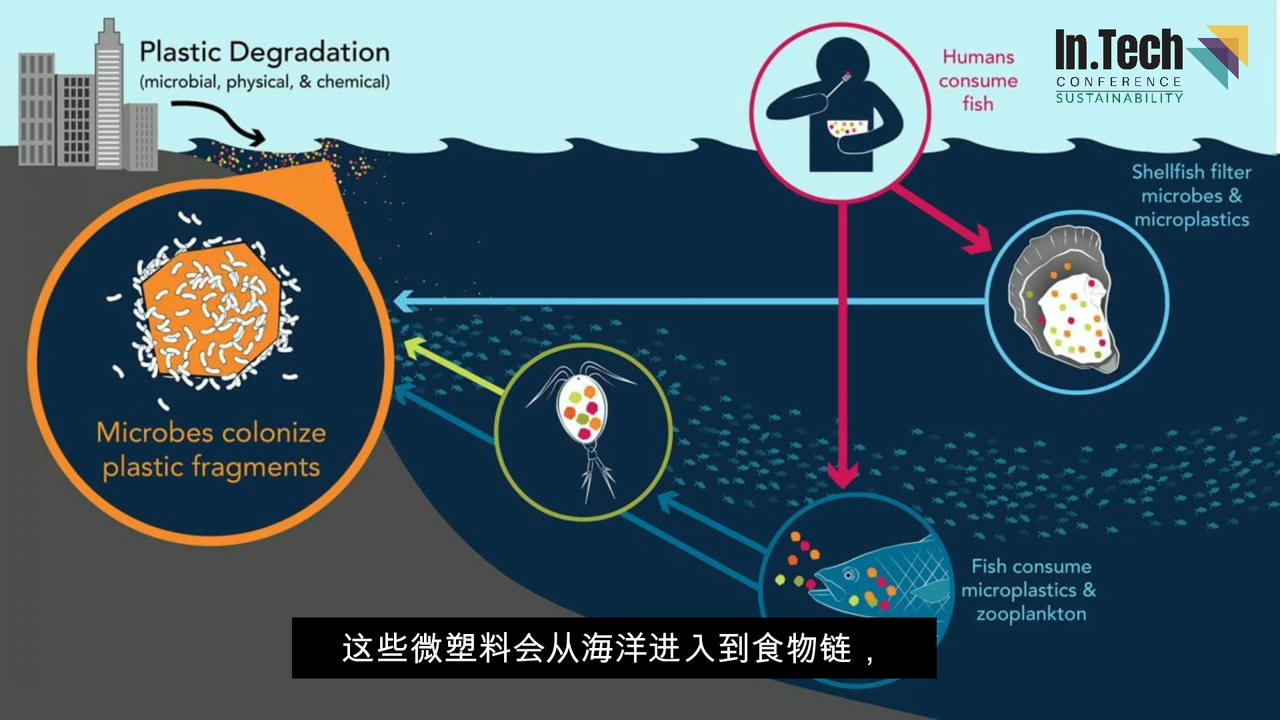 Plastic Degradation
(microbial, physical, & chemical)
Humans
consume
fish
In.Tech
CONFERENCE
SUSTAINABILITY
Shellfish filter
microbes &
microplastics
Microbes colonize
plastic fragments
Fish consume
microplastics &
zooplankton
这些微塑料会从海洋进入到食物链，